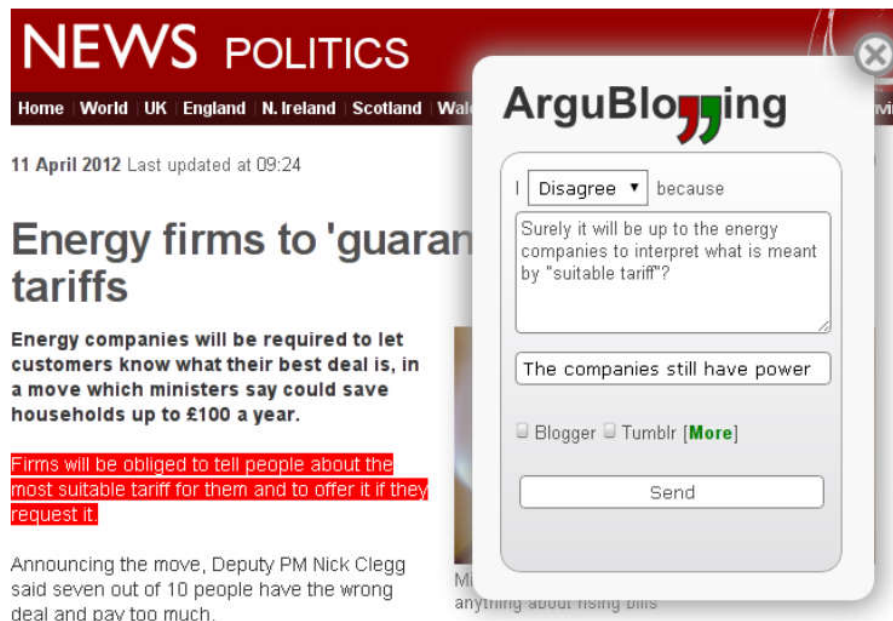 NEWS POLITICS
Home World UK England N. Ireland Scotland
11 April 2012 Last updated at 09:24
Energy firms to 'guaran
tariffs
Energy companies will be required to let
customers know what their best deal is, in
a move which ministers say could save
households up to £100 a year.
Firms will be obliged to tell people about the
most suitable tariff for them and to offer it if they
request it.
Announcing the move, Deputy PM Nick Clegg
said seven out of 10 people have the wrong
deal and pay too much.
anything about rising bills
ArguBlogging
I Disagree because
Surely it will be up to the energy
companies to interpret what is meant
by "suitable tariff"?
The companies still have power
Blogger Tumblr [More]
Send